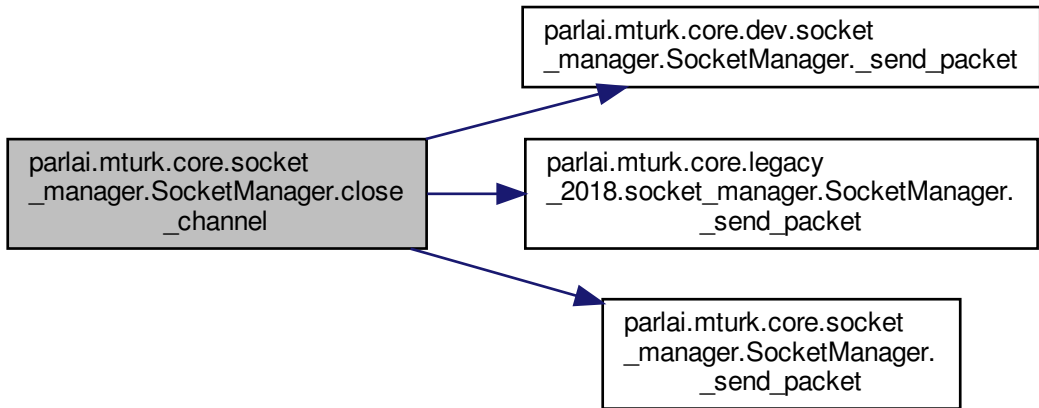 parlai.mturk.core.socket
_manager.SocketManager.close
_channel
parlai.mturk.core.dev.socket
_manager.SocketManager._send_packet
parlai.mturk.core.legacy
_2018.socket_manager.SocketManager.
_send_packet
parlai.mturk.core.socket
_manager.SocketManager.
_send_packet